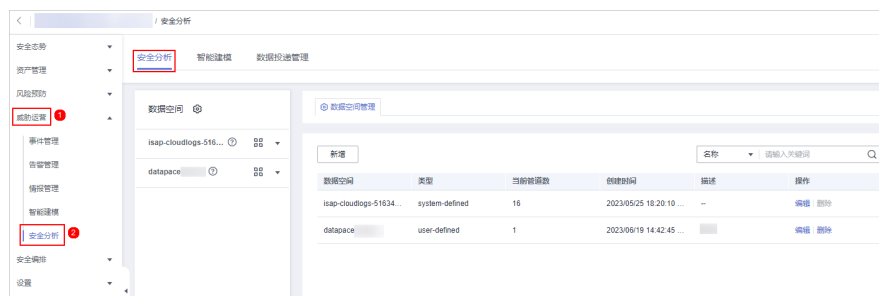 / 安全分析
安全态势
资产管理
风险预防
威胁运营 1
事件管理
告警管理
情报管理
智能建模
安全分析 2
安全编排
设置
安全分析 智能建模 数据投递管理
数据空间
isap-cloudlogs-516...
datapace
数据空间管理
新增
名称 请输入关键词
数据空间 类型 当前管道数 创建时间 描述 操作
isap-cloudlogs-51634... system-defined 16 2023/05/25 18:20:10 ... -- 编辑 删除
datapace user-defined 1 2023/06/19 14:42:45 ... 编辑 删除